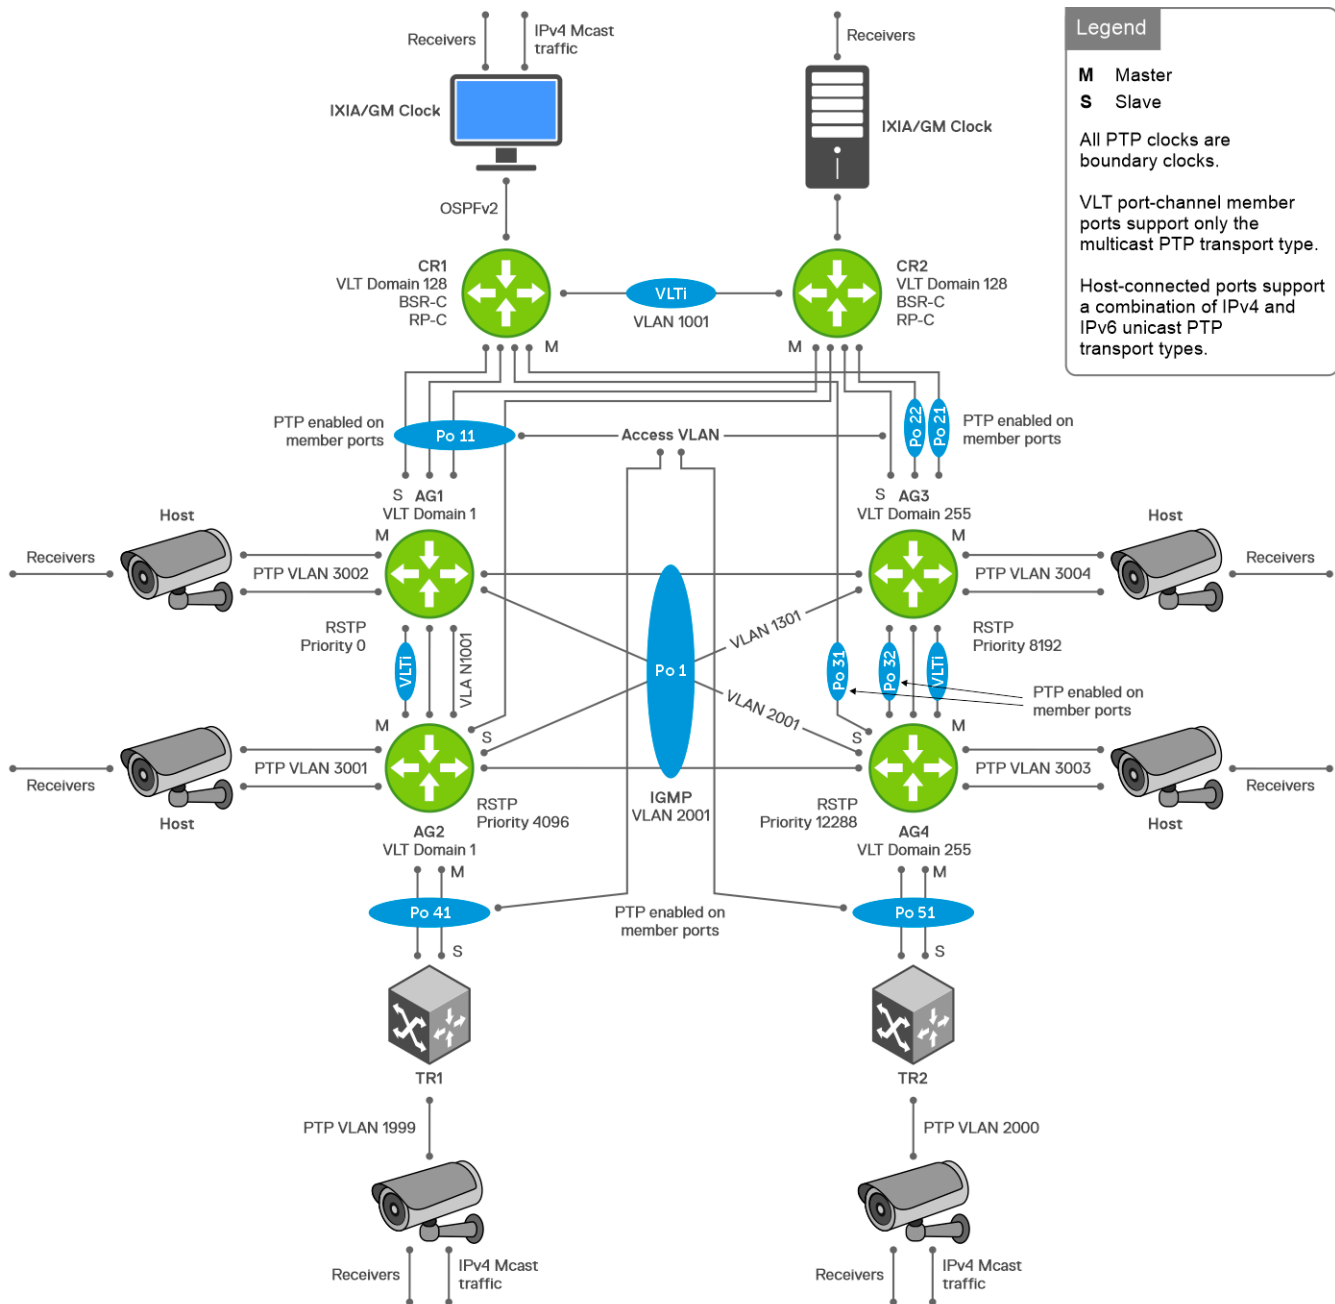 Receivers
IPv4 Mcast
traffic
Receivers
IXIA/GM Clock
IXIA/GM Clock
OSPFv2
CR1
VLT Domain 128
BSR-C
RP-C
VLTi
VLAN 1001
CR2
VLT Domain 128
BSR-C
RP-C
M
M
Legend
M Master
S Slave
All PTP clocks are
boundary clocks.
VLT port-channel member
ports support only the
multicast PTP transport type.
Host-connected ports support
a combination of IPv4 and
IPv6 unicast PTP
transport types.
PTP enabled on
member ports
Po 11
Access VLAN
Po 22
Po 21
PTP enabled on
member ports
S
AG1
VLT Domain 1
S
AG3
VLT Domain 255
Host
M
Receivers
PTP VLAN 3002
M
Host
PTP VLAN 3004
Receivers
RSTP
Priority 0
VLTi
VLA N1001
Po 1
VLAN 1301
VLAN 2001
Po 31
Po 32
VLTi
RSTP
Priority 8192
PTP enabled on
member ports
M
S
S
M
Receivers
PTP VLAN 3001
Host
PTP VLAN 3003
Receivers
Host
RSTP
Priority 4096
IGMP
VLAN 2001
RSTP
Priority 12288
AG2
VLT Domain 1
AG4
VLT Domain 255
M
M
Po 41
PTP enabled on
member ports
Po 51
S
S
TR1
TR2
PTP VLAN 1999
PTP VLAN 2000
Receivers
IPv4 Mcast
traffic
Receivers
IPv4 Mcast
traffic